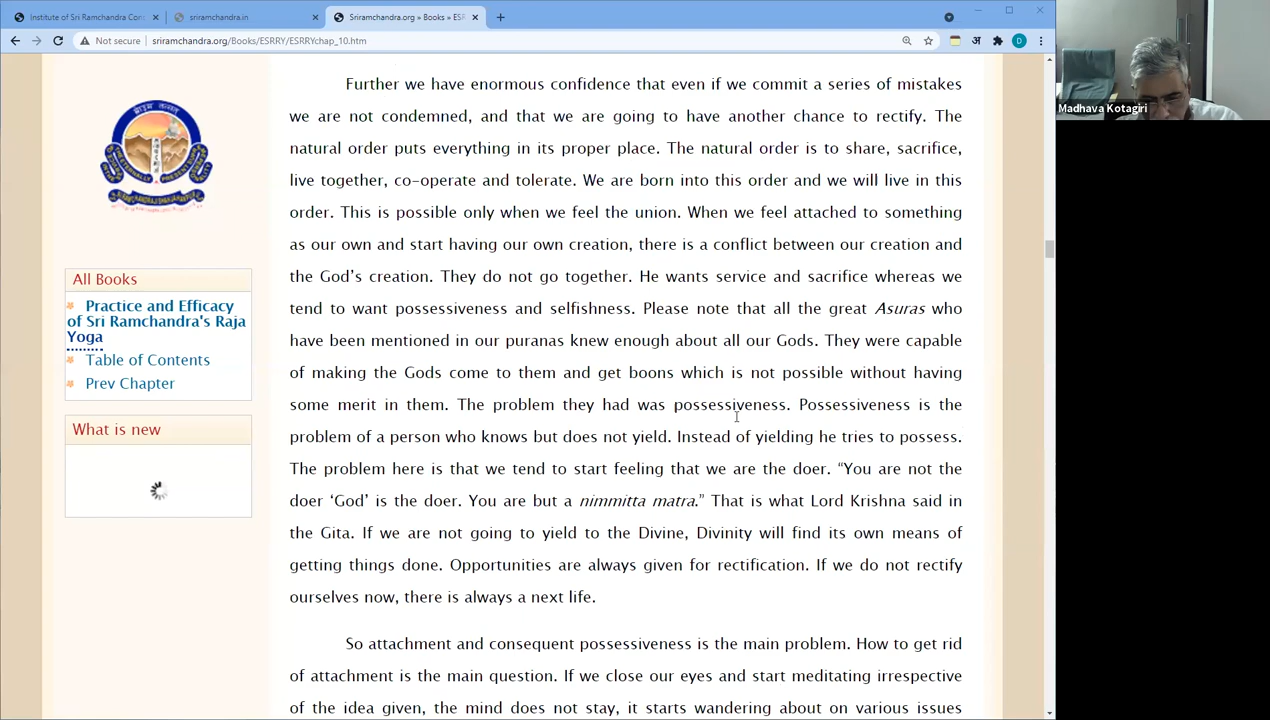 Institute of Sri Ramchandra Con
sriramchandra.in
Sriramchandra.org » Books » ESR
Not secure
sriramchandra.org/Books/ESRRY/ESRRYchap_10.htm
अ
D
Madhava Kotagiri
All Books
Practice and Efficacy
of Sri Ramchandra's Raja
Yoga
Table of Contents
Prev Chapter
What is new
Further we have enormous confidence that even if we commit a series of mistakes
we are not condemned, and that we are going to have another chance to rectify. The
natural order puts everything in its proper place. The natural order is to share, sacrifice,
live together, co-operate and tolerate. We are born into this order and we will live in this
order. This is possible only when we feel the union. When we feel attached to something
as our own and start having our own creation, there is a conflict between our creation and
the God's creation. They do not go together. He wants service and sacrifice whereas we
tend to want possessiveness and selfishness. Please note that all the great Asuras who
have been mentioned in our puranas knew enough about all our Gods. They were capable
of making the Gods come to them and get boons which is not possible without having
some merit in them. The problem they had was possessiveness. Possessiveness is the
problem of a person who knows but does not yield. Instead of yielding he tries to possess.
The problem here is that we tend to start feeling that we are the doer. “You are not the
doer ‘God’ is the doer. You are but a nimmitta matra.” That is what Lord Krishna said in
the Gita. If we are not going to yield to the Divine, Divinity will find its own means of
getting things done. Opportunities are always given for rectification. If we do not rectify
ourselves now, there is always a next life.
So attachment and consequent possessiveness is the main problem. How to get rid
of attachment is the main question. If we close our eyes and start meditating irrespective
of the idea given, the mind does not stay, it starts wandering about on various issues